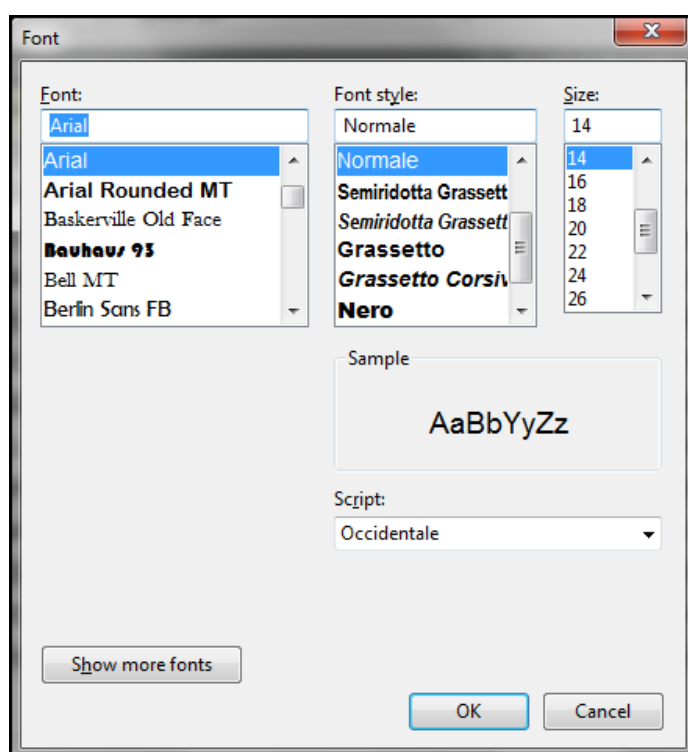 Font
Font: Font style: Size:
Arial Normale 14
Arial Normale 14
Arial Rounded MT Semiridotta Grassett 16
Baskerville Old Face Semiridotta Grassett 18
Bauhaus 93 Grassetto 20
Bell MT Grassetto Corsiv 22
Berlin Sans FB Nero 24
26
Sample
AaBbYyZz
Script:
Occidentale
Show more fonts
OK Cancel